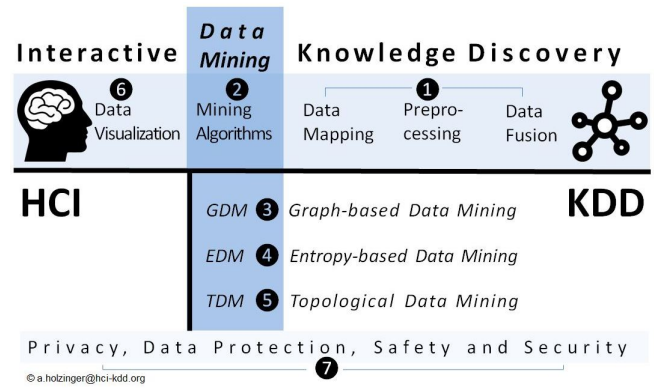 Interactive Data Mining Knowledge Discovery
6 2 1
Data Visualization
Mining Algorithms
Data Mapping
Prepro-cessing
Data Fusion
HCI KDD
GDM 3 Graph-based Data Mining
EDM 4 Entropy-based Data Mining
TDM 5 Topological Data Mining
Privacy, Data Protection, Safety and Security
7
© a.holzinger@hci-kdd.org